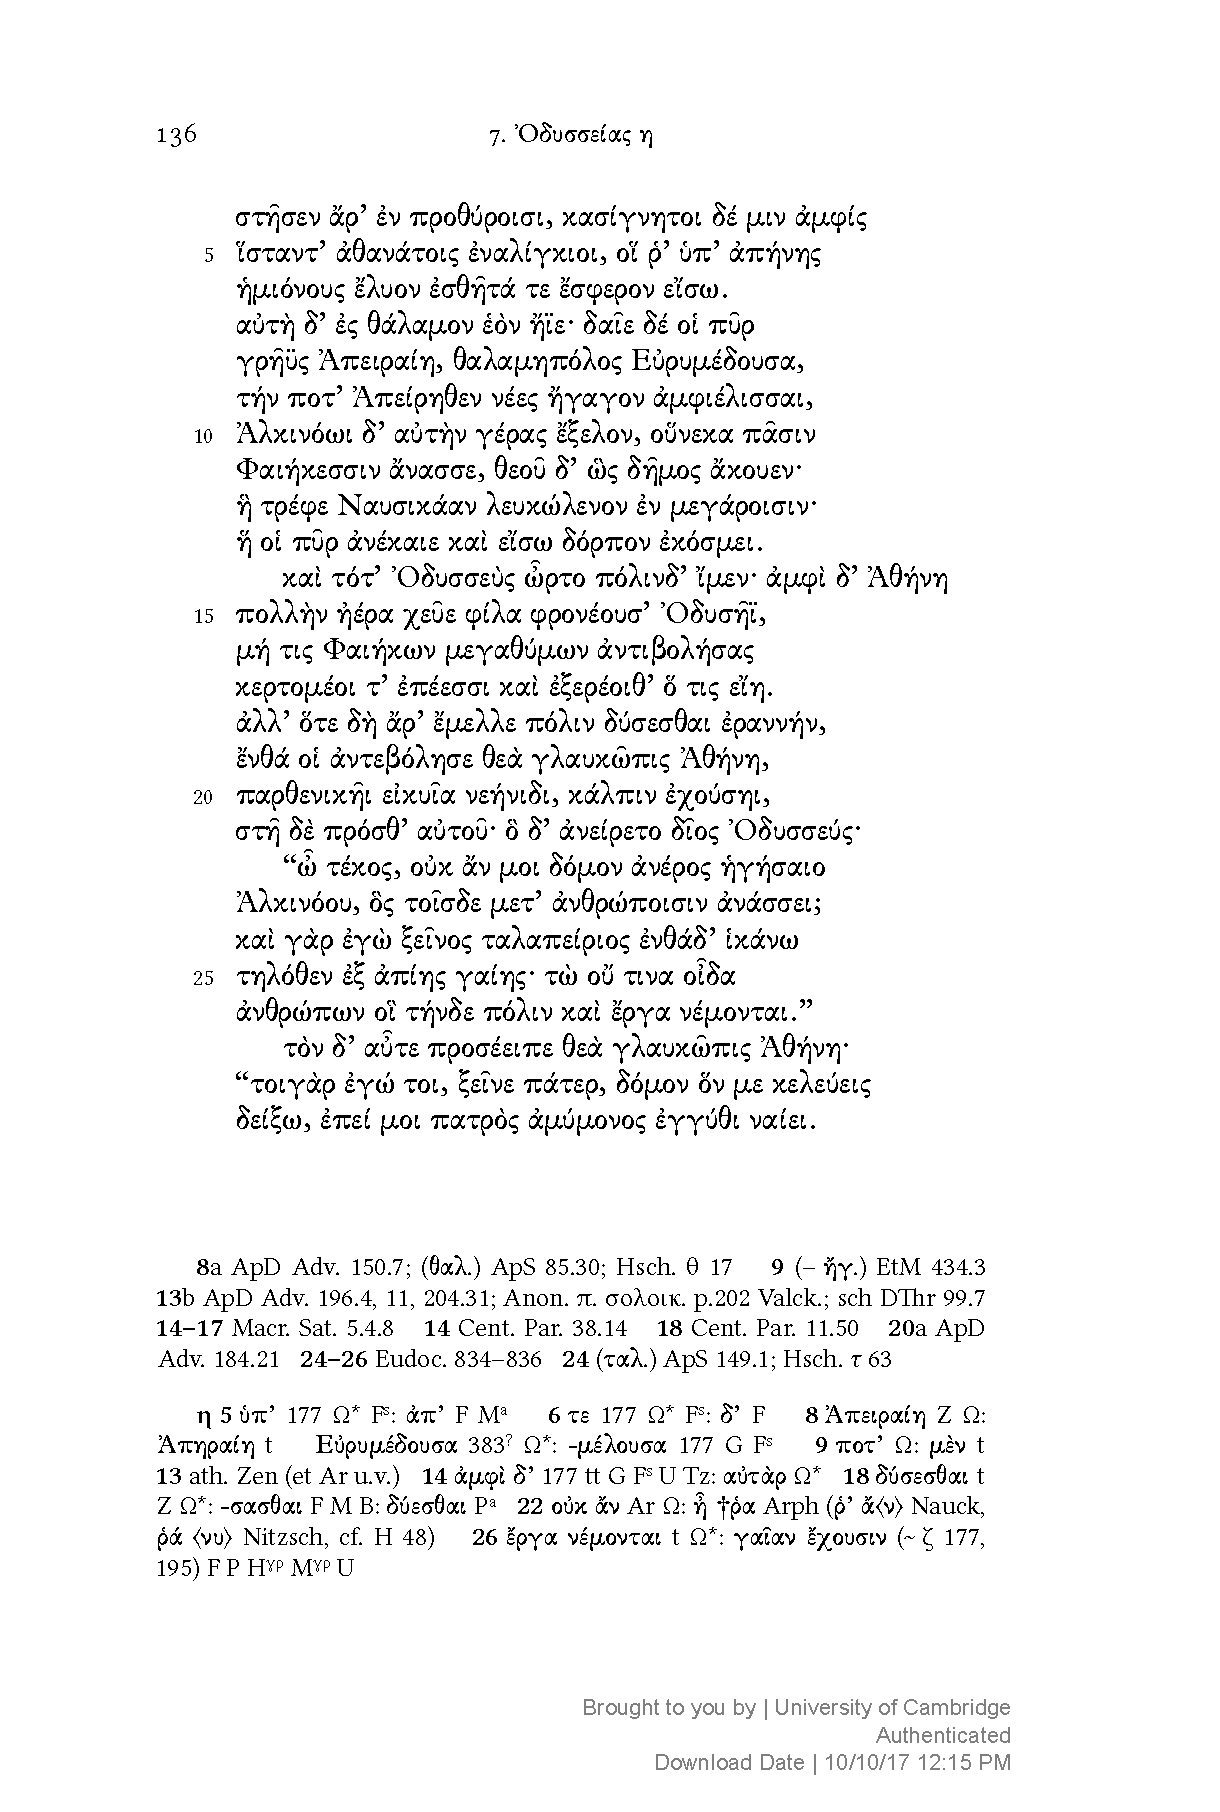 136 7. Ὀδυσσείας η
στῆσεν ἄρ’ ἐν προθύροισι, κασίγνητοι δέ μιν ἀμφίς
5 ἵσταντ’ ἀθανάτοις ἐναλίγκιοι, οἵ ῥ’ ὑπ’ ἀπήνης
ἡμιόνους ἔλυον ἐσθῆτά τε ἔσφερον εἴσω.
αὐτὴ δ’ ἐς θάλαμον ἑὸν ἤϊε· δαῖε δέ οἱ πῦρ
γρηῢς Ἀπειραίη, θαλαμηπόλος Εὐρυμέδουσα,
τήν ποτ’ Ἀπείρηθεν νέες ἤγαγον ἀμφιέλισσαι,
10 Ἀλκινόωι δ’ αὐτὴν γέρας ἔξελον, οὕνεκα πᾶσιν
Φαιήκεσσιν ἄνασσε, θεοῦ δ’ ὣς δῆμος ἄκουεν·
ἣ τρέφε Ναυσικάαν λευκώλενον ἐν μεγάροισιν·
ἥ οἱ πῦρ ἀνέκαιε καὶ εἴσω δόρπον ἐκόσμει.
καὶ τότ’ Ὀδυσσεὺς ὦρτο πόλινδ’ ἴμεν· ἀμφὶ δ’ Ἀθήνη
15 πολλὴν ἠέρα χεῦε φίλα φρονέουσ’ Ὀδυσῆϊ,
μή τις Φαιήκων μεγαθύμων ἀντιβολήσας
κερτομέοι τ’ ἐπέεσσι καὶ ἐξερέοιθ’ ὅ τις εἴη.
ἀλλ’ ὅτε δὴ ἄρ’ ἔμελλε πόλιν δύσεσθαι ἐραννήν,
ἔνθά οἱ ἀντεβόλησε θεὰ γλαυκῶπις Ἀθήνη,
20 παρθενικῆι εἰκυῖα νεήνιδι, κάλπιν ἐχούσηι,
στῆ δὲ πρόσθ’ αὐτοῦ· ὃ δ’ ἀνείρετο δῖος Ὀδυσσεύς·
“ὦ τέκος, οὐκ ἄν μοι δόμον ἀνέρος ἡγήσαιο
Ἀλκινόου, ὃς τοῖσδε μετ’ ἀνθρώποισιν ἀνάσσει;
καὶ γὰρ ἐγὼ ξεῖνος ταλαπείριος ἐνθάδ’ ἱκάνω
25 τηλόθεν ἐξ ἀπίης γαίης· τὼ οὔ τινα οἶδα
ἀνθρώπων οἳ τήνδε πόλιν καὶ ἔργα νέμονται.”
τὸν δ’ αὖτε προσέειπε θεὰ γλαυκῶπις Ἀθήνη·
“τοιγὰρ ἐγώ τοι, ξεῖνε πάτερ, δόμον ὅν με κελεύεις
δείξω, ἐπεί μοι πατρὸς ἀμύμονος ἐγγύθι ναίει.
8a ApD Adv. 150.7; (θαλ.) ApS 85.30; Hsch. θ 17 9 (– ἤγ.) EtM 434.3
13b ApD Adv. 196.4, 11, 204.31; Anon. π. σολοικ. p.202 Valck.; sch DThr 99.7
14–17 Macr. Sat. 5.4.8 14 Cent. Par. 38.14 18 Cent. Par. 11.50 20a ApD
Adv. 184.21 24–26 Eudoc. 834–836 24 (ταλ.) ApS 149.1; Hsch. τ 63
η 5 ὑπ’ 177 Ω* Fˢ: ἀπ’ F Mᵃ 6 τε 177 Ω* Fˢ: δ’ F 8 Ἀπειραίη Z Ω:
Ἀπηραίη t Εὐρυμέδουσα 383? Ω*: -μέλουσα 177 G Fˢ 9 ποτ’ Ω: μὲν t
13 ath. Zen (et Ar u.v.) 14 ἀμφὶ δ’ 177 tt G Fˢ U Tz: αὐτὰρ Ω* 18 δύσεσθαι t
Z Ω*: -σασθαι F M B: δύεσθαι Pᵃ 22 οὐκ ἄν Ar Ω: ἦ †ῥα Arph (ῥ’ ἄ⟨ν⟩ Nauck,
ῥά ⟨νυ⟩ Nitzsch, cf. Η 48) 26 ἔργα νέμονται t Ω*: γαῖαν ἔχουσιν (~ ζ 177,
195) F P Hᵞᵖ Mᵞᵖ U
Brought to you by | University of Cambridge
Authenticated
Download Date | 10/10/17 12:15 PM